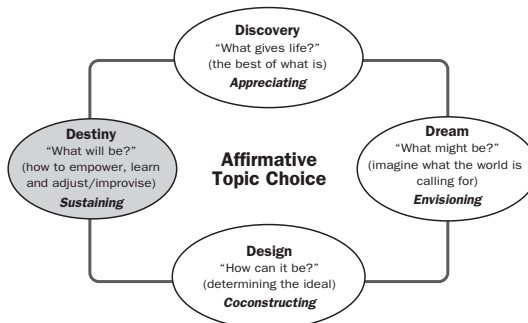 Discovery
“What gives life?”
(the best of what is)
Appreciating
Destiny
“What will be?”
(how to empower, learn
and adjust/improvise)
Sustaining
Affirmative
Topic Choice
Dream
“What might be?”
(imagine what the world is
calling for)
Envisioning
Design
“How can it be?”
(determining the ideal)
Coconstructing